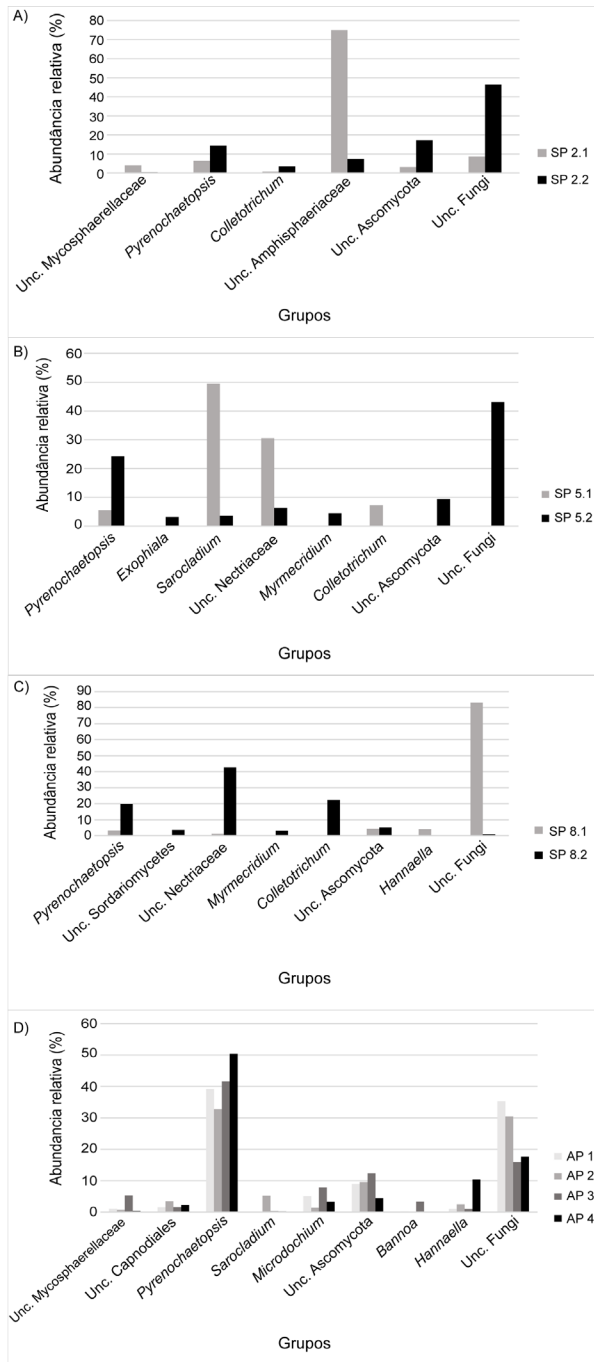 A)
Abundância relativa (%)
80
70
60
50
40
30
20
10
0
Unc. Mycosphaerellaceae
Pyrenochaetopsis
Colletotrichum
Unc. Amphisphaeriaceae
Unc. Ascomycota
Unc. Fungi
SP 2.1
SP 2.2
Grupos
B)
Abundância relativa (%)
60
50
40
30
20
10
0
Pyrenochaetopsis
Exophiala
Sarocladium
Unc. Nectriaceae
Myrmecridium
Colletotrichum
Unc. Ascomycota
Unc. Fungi
SP 5.1
SP 5.2
Grupos
C)
Abundância relativa (%)
90
80
70
60
50
40
30
20
10
0
Pyrenochaetopsis
Unc. Sordariomycetes
Unc. Nectriaceae
Myrmecridium
Colletotrichum
Unc. Ascomycota
Hannaella
Unc. Fungi
SP 8.1
SP 8.2
Grupos
D)
Abundancia relativa (%)
60
50
40
30
20
10
0
Unc. Mycosphaerellaceae
Unc. Capnodiales
Pyrenochaetopsis
Sarocladium
Microdochium
Unc. Ascomycota
Bannoa
Hannaella
Unc. Fungi
AP 1
AP 2
AP 3
AP 4
Grupos